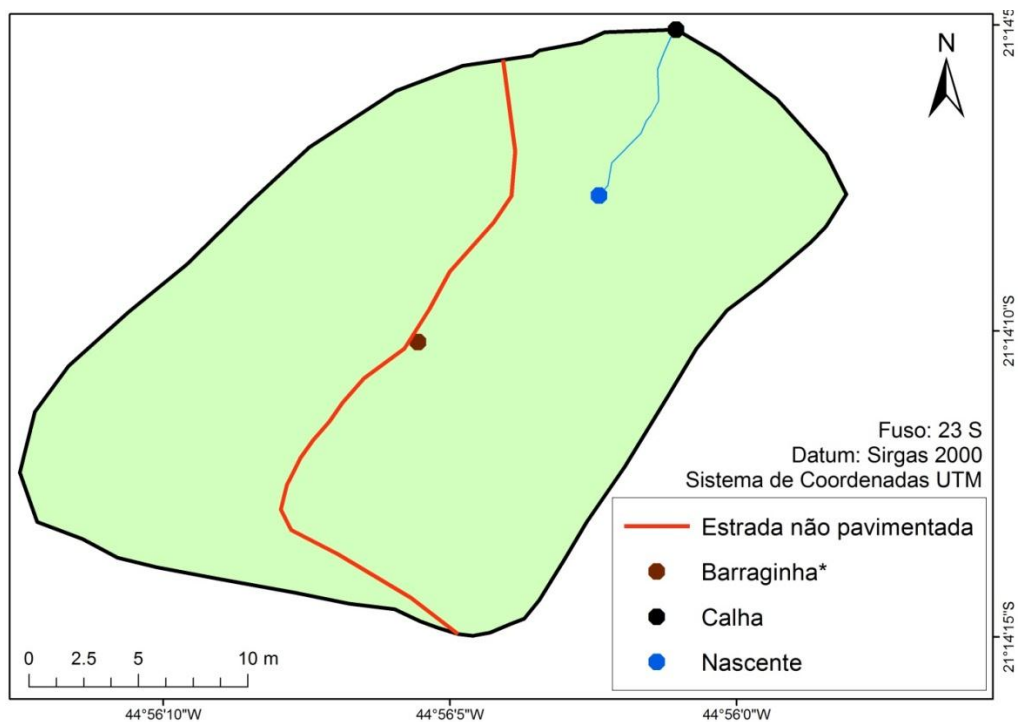 21°14'5
N
21°14'10"S
Fuso: 23 S
Datum: Sirgas 2000
Sistema de Coordenadas UTM
Estrada não pavimentada
Barraginha*
Calha
Nascente
0 2.5 5 10 m
21°14'15"S
44°56'10"W 44°56'5"W 44°56'0"W